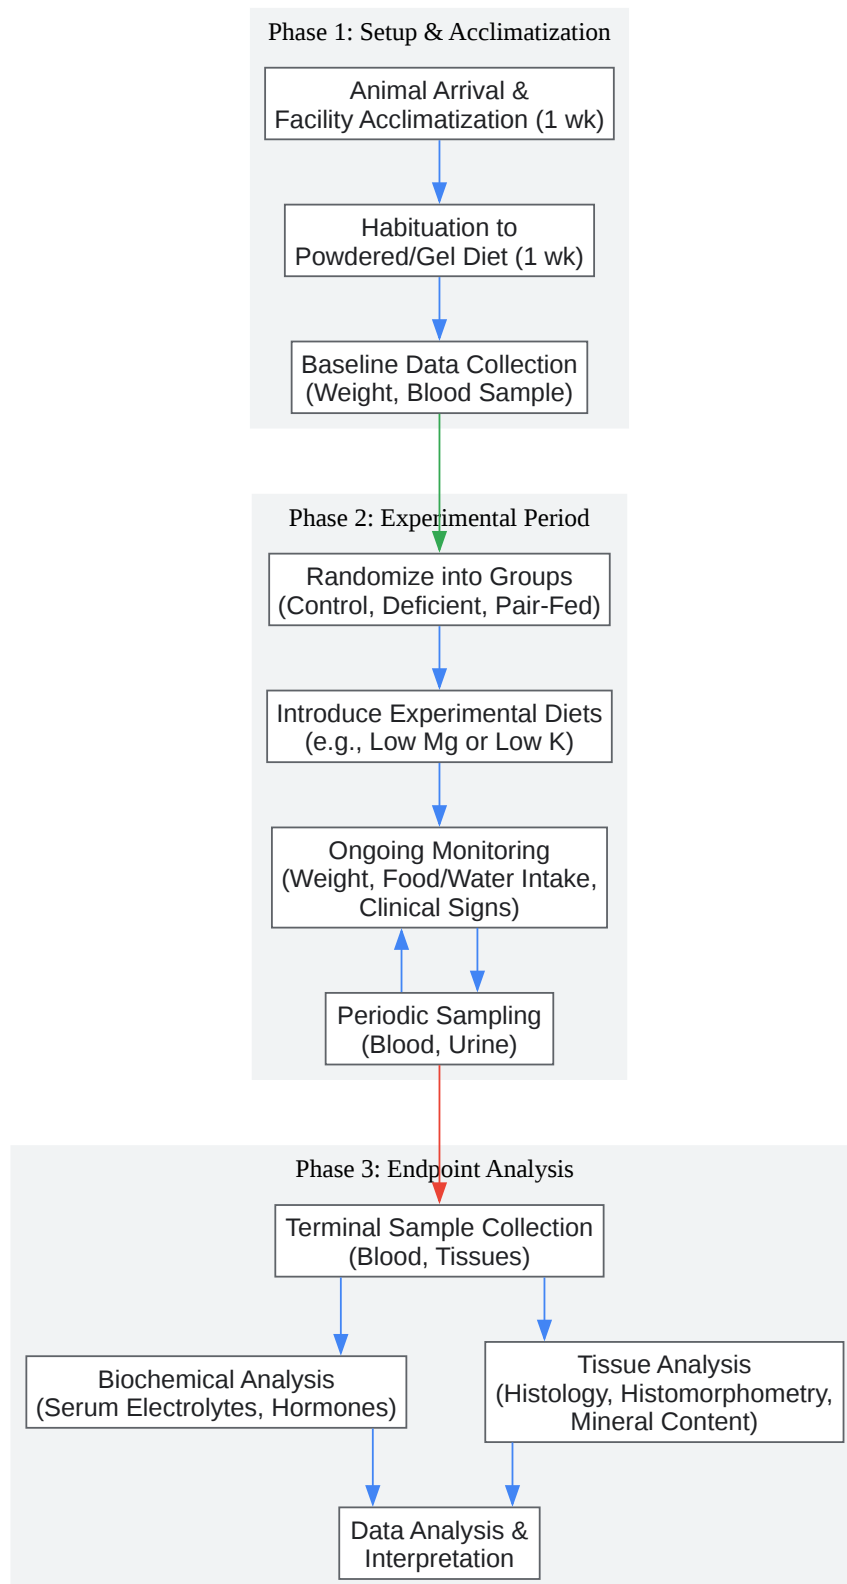 Phase 1: Setup & Acclimatization
Animal Arrival &
Facility Acclimatization (1 wk)
Habituation to
Powdered/Gel Diet (1 wk)
Baseline Data Collection
(Weight, Blood Sample)
Phase 2: Experimental Period
Randomize into Groups
(Control, Deficient, Pair-Fed)
Introduce Experimental Diets
(e.g., Low Mg or Low K)
Ongoing Monitoring
(Weight, Food/Water Intake,
Clinical Signs)
Periodic Sampling
(Blood, Urine)
Phase 3: Endpoint Analysis
Terminal Sample Collection
(Blood, Tissues)
Biochemical Analysis
(Serum Electrolytes, Hormones)
Tissue Analysis
(Histology, Histomorphometry,
Mineral Content)
Data Analysis &
Interpretation